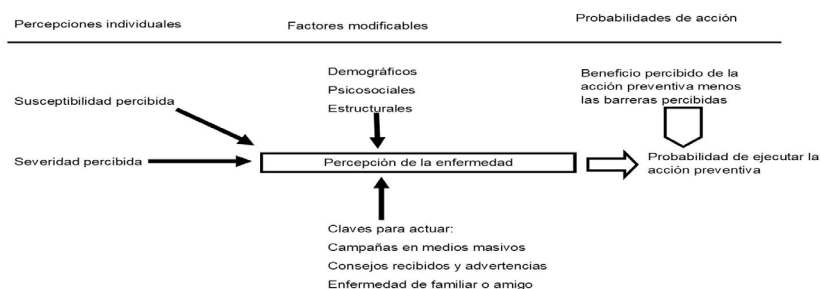 Percepciones individuales
Factores modificables
Probabilidades de acción
Demográficos
Psicosociales
Estructurales
Beneficio percibido de la
acción preventiva menos
las barreras percibidas
Susceptibilidad percibida
Severidad percibida
Percepción de la enfermedad
Probabilidad de ejecutar la
acción preventiva
Claves para actuar:
Campañas en medios masivos
Consejos recibidos y advertencias
Enfermedad de familiar o amigo